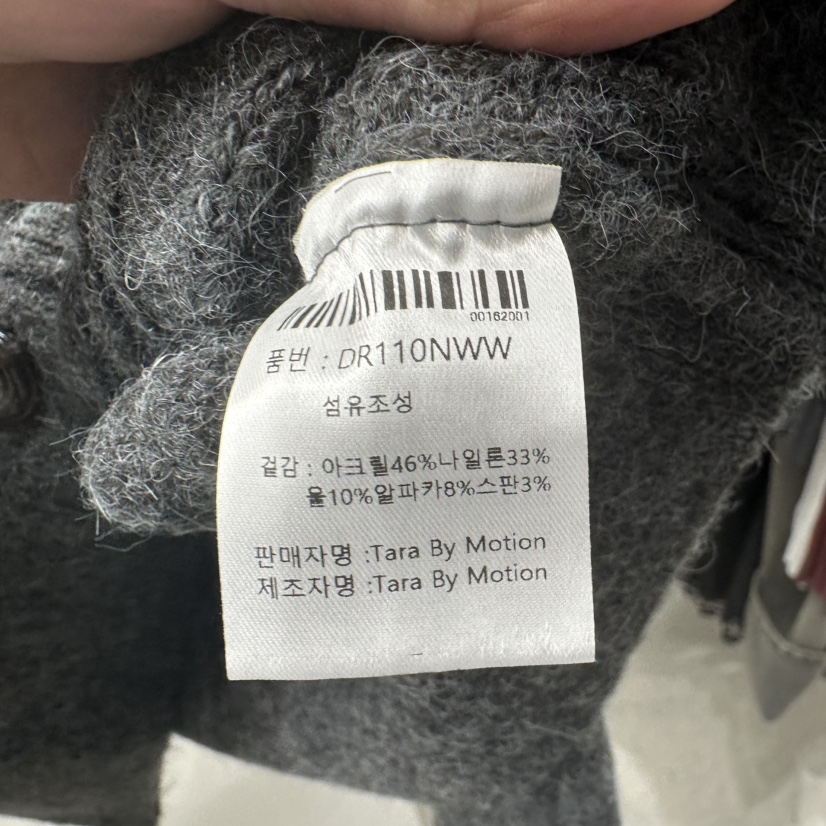 00162001
품번 : DR110NWW
섬유조성
겉감 : 아크릴46%나일론33%
울10%알파카8%스판3%
판매자명 :Tara By Motion
제조자명 :Tara By Motion